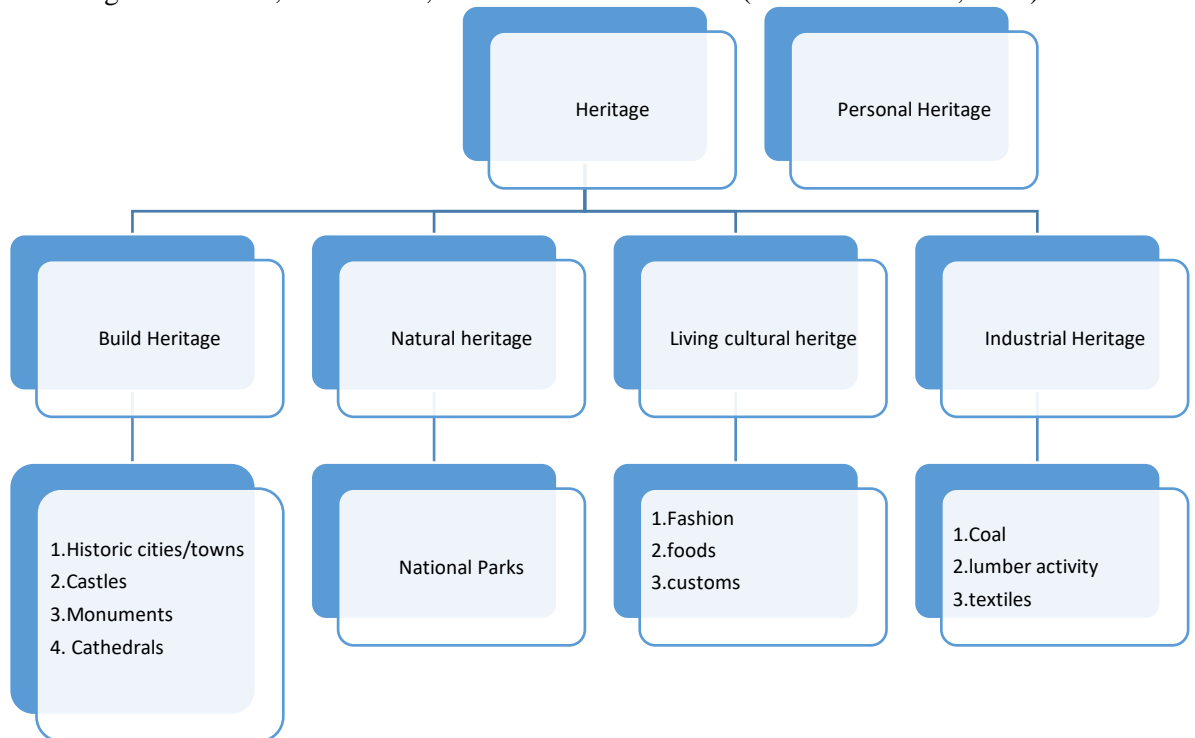 Heritage
Personal Heritage
Build Heritage
Natural heritage
Living cultural heritge
Industrial Heritage
1.Historic cities/towns
2.Castles
3.Monuments
4. Cathedrals
National Parks
1.Fashion
2.foods
3.customs
1.Coal
2.lumber activity
3.textiles